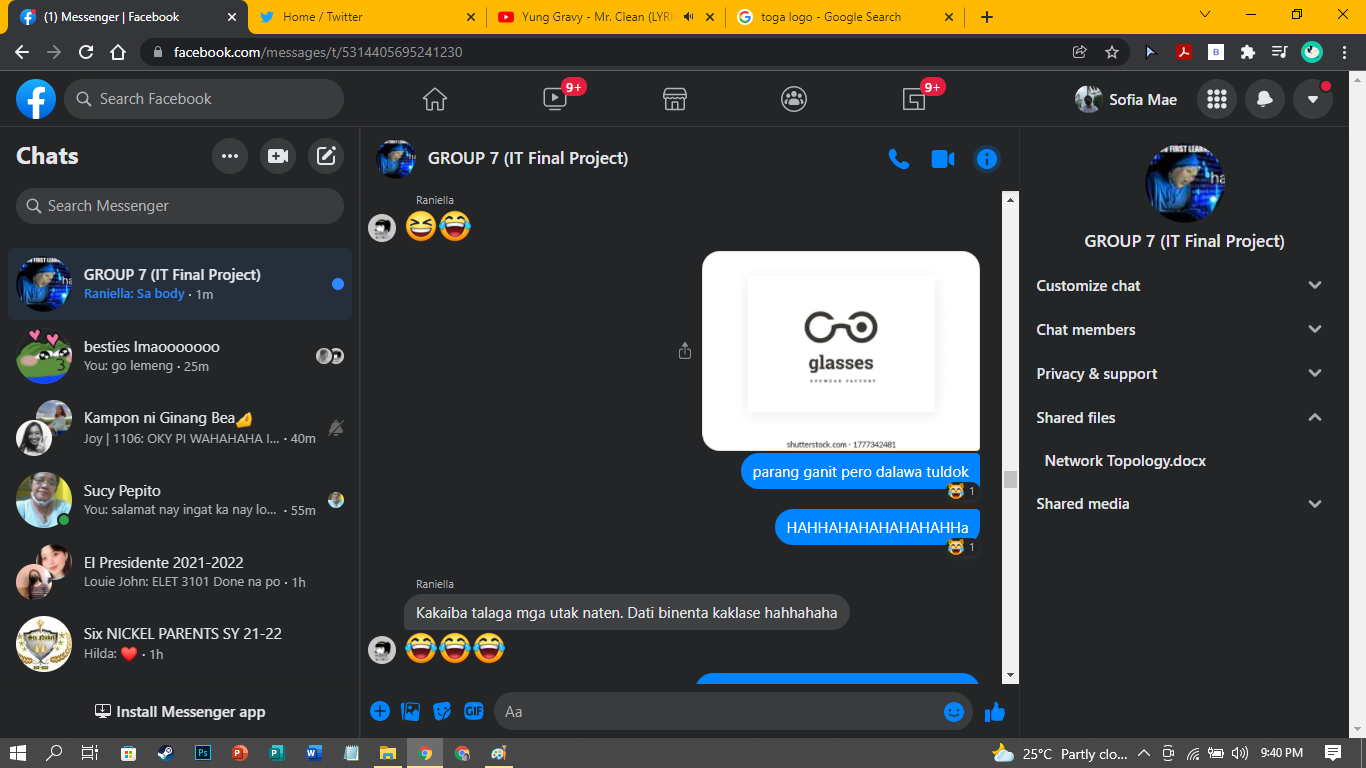 (1) Messenger | Facebook
Home / Twitter
Yung Gravy - Mr. Clean (LYRI
toga logo - Google Search
facebook.com/messages/t/5314405695241230
Search Facebook
9+
9+
Sofia Mae
Chats
Search Messenger
GROUP 7 (IT Final Project)
Raniella: Sa body · 1m
besties lmaooooooo
You: go lemeng · 25m
Kampon ni Ginang Bea🤌
Joy | 1106: OKY PI WAHAHAHA I... · 40m
Sucy Pepito
You: salamat nay ingat ka nay lo... · 55m
El Presidente 2021-2022
Louie John: ELET 3101 Done na po · 1h
Six NICKEL PARENTS SY 21-22
Hilda: ❤️ · 1h
Install Messenger app
GROUP 7 (IT Final Project)
Raniella
😆😂
glasses
EYEWEAR FACTORY
shutterstock.com · 1777342481
parang ganit pero dalawa tuldok
😹 1
HAHHAHAHAHAHAHAHHa
😹 1
Raniella
Kakaiba talaga mga utak naten. Dati binenta kaklase hahhahaha
😂😂😂
GIF
Aa
GROUP 7 (IT Final Project)
Customize chat
Chat members
Privacy & support
Shared files
Network Topology.docx
Shared media
25°C Partly clo...
9:40 PM